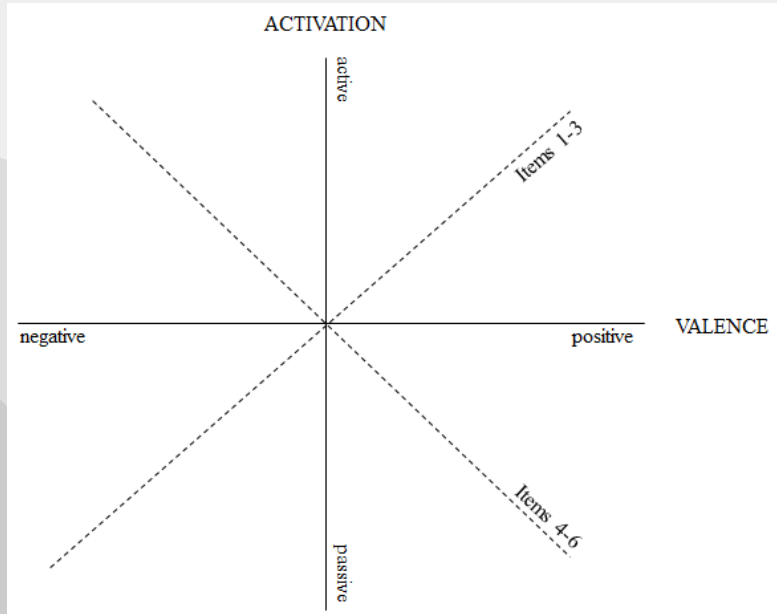 ACTIVATION
active
Items 1-3
negative
positive
VALENCE
Items 4-6
passive